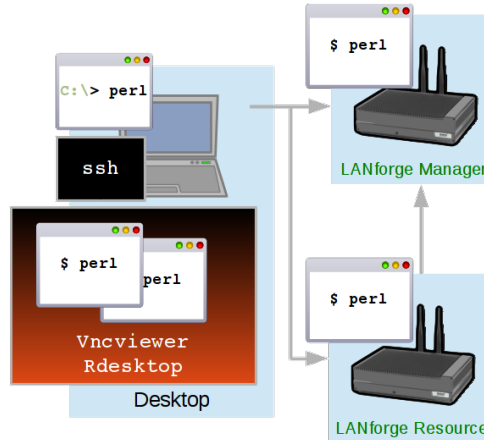 C:\> perl
ssh
$ perl
perl
Vncviewer
Rdesktop
Desktop
$ perl
LANforge Manager
$ perl
LANforge Resource